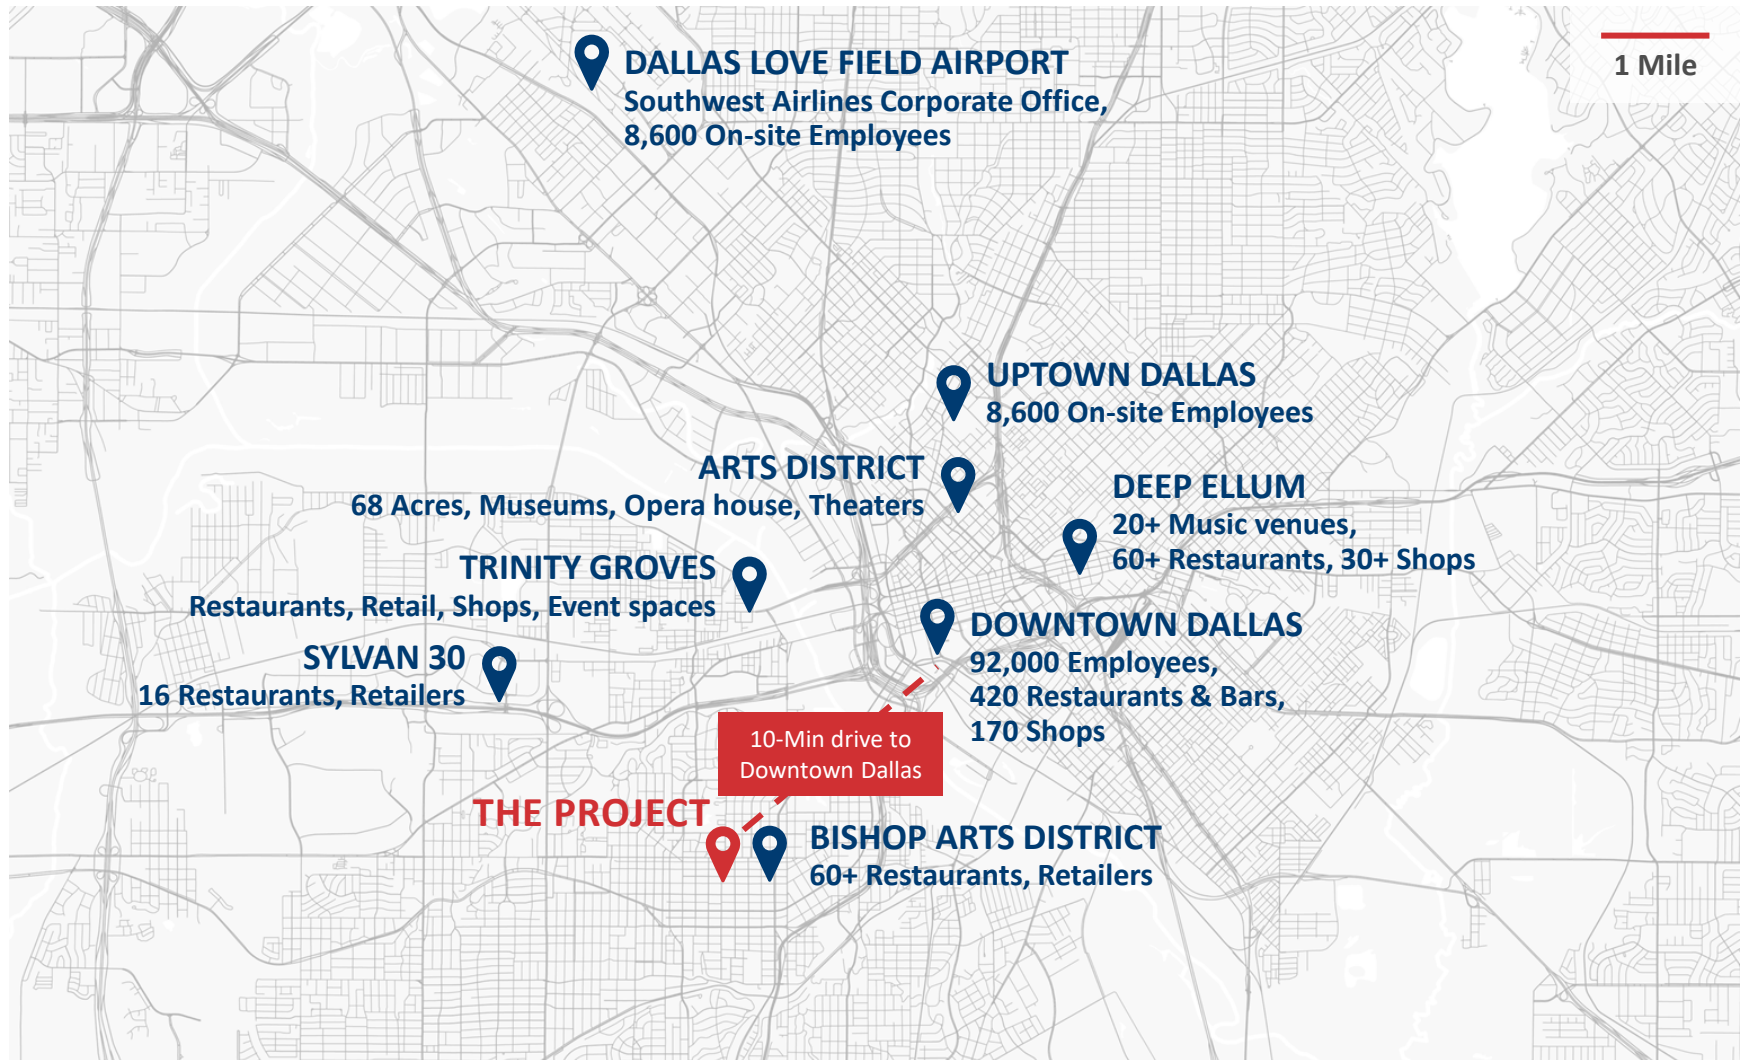 DALLAS LOVE FIELD AIRPORT
Southwest Airlines Corporate Office,
8,600 On-site Employees
1 Mile
UPTOWN DALLAS
8,600 On-site Employees
ARTS DISTRICT
68 Acres, Museums, Opera house, Theaters
DEEP ELLUM
20+ Music venues,
60+ Restaurants, 30+ Shops
TRINITY GROVES
Restaurants, Retail, Shops, Event spaces
DOWNTOWN DALLAS
92,000 Employees,
420 Restaurants & Bars,
170 Shops
SYLVAN 30
16 Restaurants, Retailers
10-Min drive to
Downtown Dallas
THE PROJECT
BISHOP ARTS DISTRICT
60+ Restaurants, Retailers